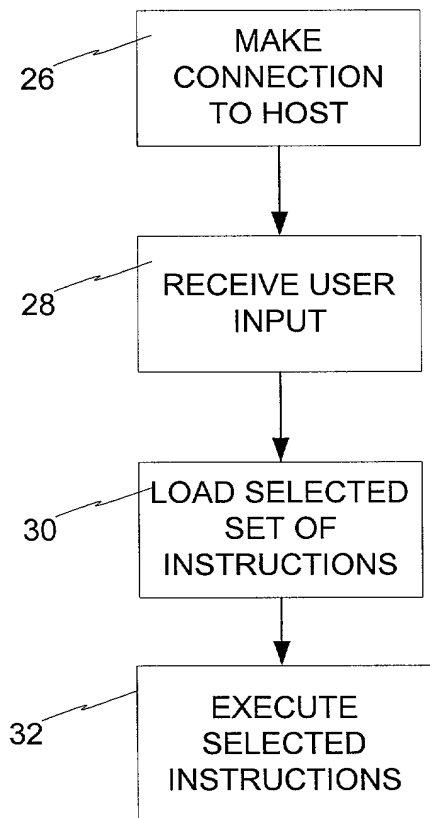 26
MAKE
CONNECTION
TO HOST
28
RECEIVE USER
INPUT
30
LOAD SELECTED
SET OF
INSTRUCTIONS
32
EXECUTE
SELECTED
INSTRUCTIONS